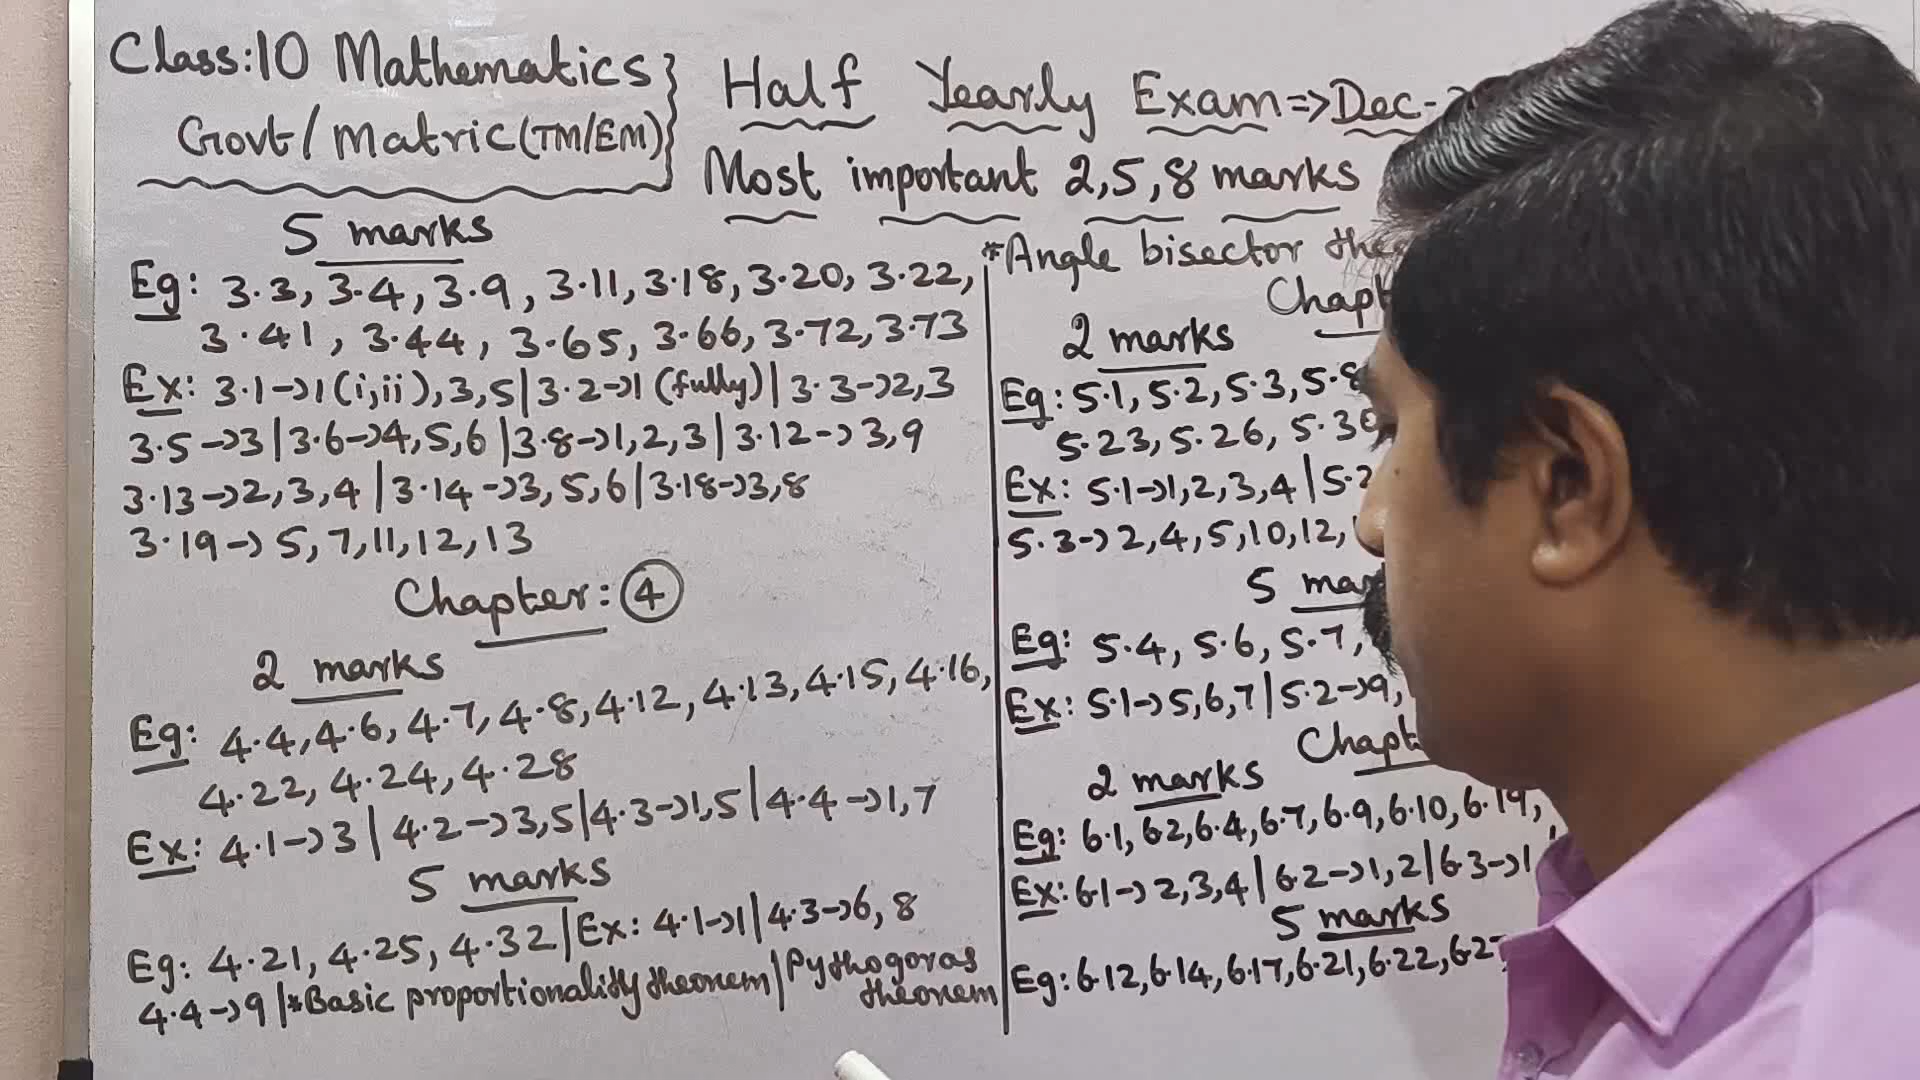 Class:10 Mathematics
Govt/Matric(TM/EM)
Half Yearly Exam=>Dec-
Most important 2,5,8 marks
5 marks
Eg: 3.3, 3.4, 3.9, 3.11, 3.18, 3.20, 3.22,
3.41, 3.44, 3.65, 3.66, 3.72, 3.73
Ex: 3.1->1(i,ii),3,5|3.2->1(fully)|3.3->2,3
3.5->3|3.6->4,5,6|3.8->1,2,3|3.12->3,9
3.13->2,3,4|3.14->3,5,6|3.18->3,8
3.19->5,7,11,12,13
Chapter: 4
2 marks
Eg: 4.4, 4.6, 4.7, 4.8, 4.12, 4.13, 4.15, 4.16,
4.22, 4.24, 4.28
Ex: 4.1->3|4.2->3,5|4.3->1,5|4.4->1,7
5 marks
Eg: 4.21, 4.25, 4.32|Ex: 4.1->1|4.3->6,8
4.4->9|*Basic proportionality theorem|Pythogoras
theorem
*Angle bisector
2 marks
Eg: 5.1, 5.2, 5.3, 5.8
5.23, 5.26,
Ex: 5.1->1,2,3,4|5.2
5.3->2,4,5,10,12,
5
Eg: 5.4, 5.6, 5.7,
Ex: 5.1->5,6,7|5.2->9,
2 marks
Eg: 6.1, 6.2, 6.4, 6.7, 6.9, 6.10, 6.19,
Ex: 6.1->2,3,4|6.2->1,2|6.3->1
5 marks
Eg: 6.12, 6.14, 6.17, 6.21, 6.22,